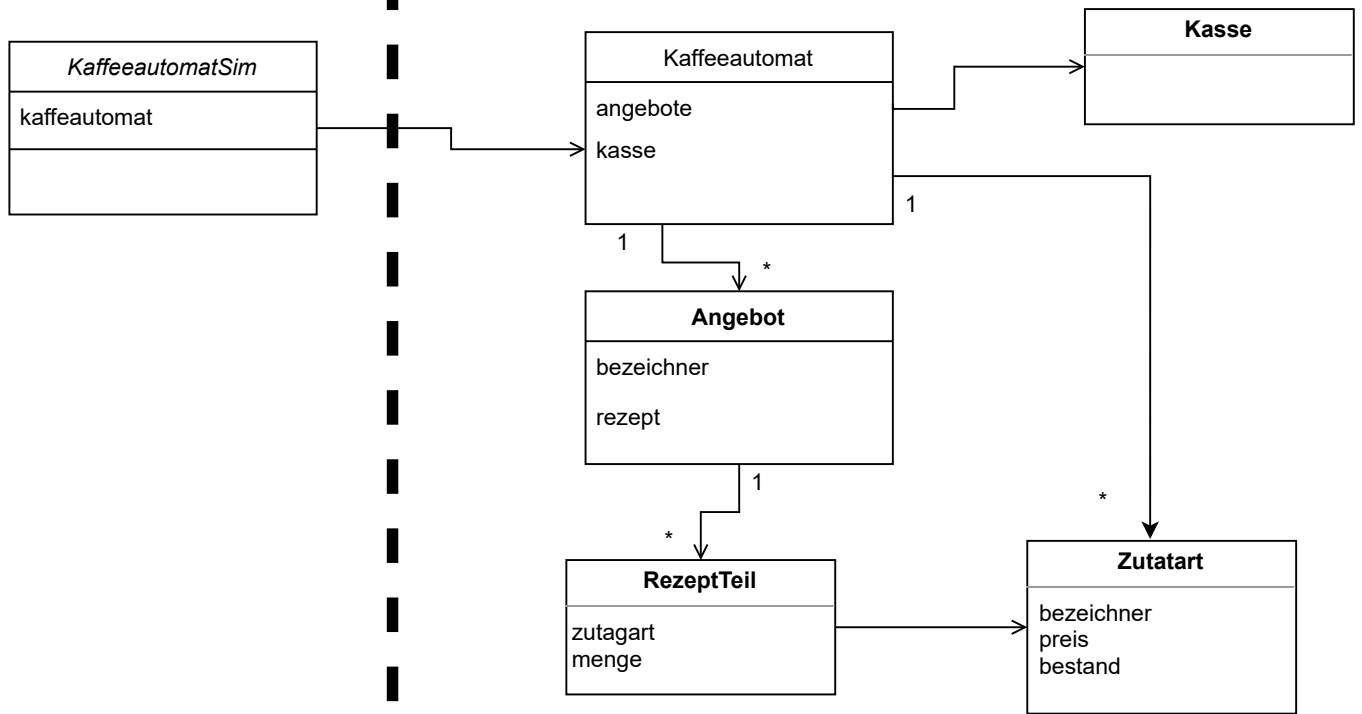 KaffeeautomatSim
kaffeautomat
Kaffeeautomat
angebote
kasse
Kasse
1
1
*
Angebot
bezeichner
rezept
1
*
*
RezeptTeil
zutagart
menge
Zutatart
bezeichner
preis
bestand